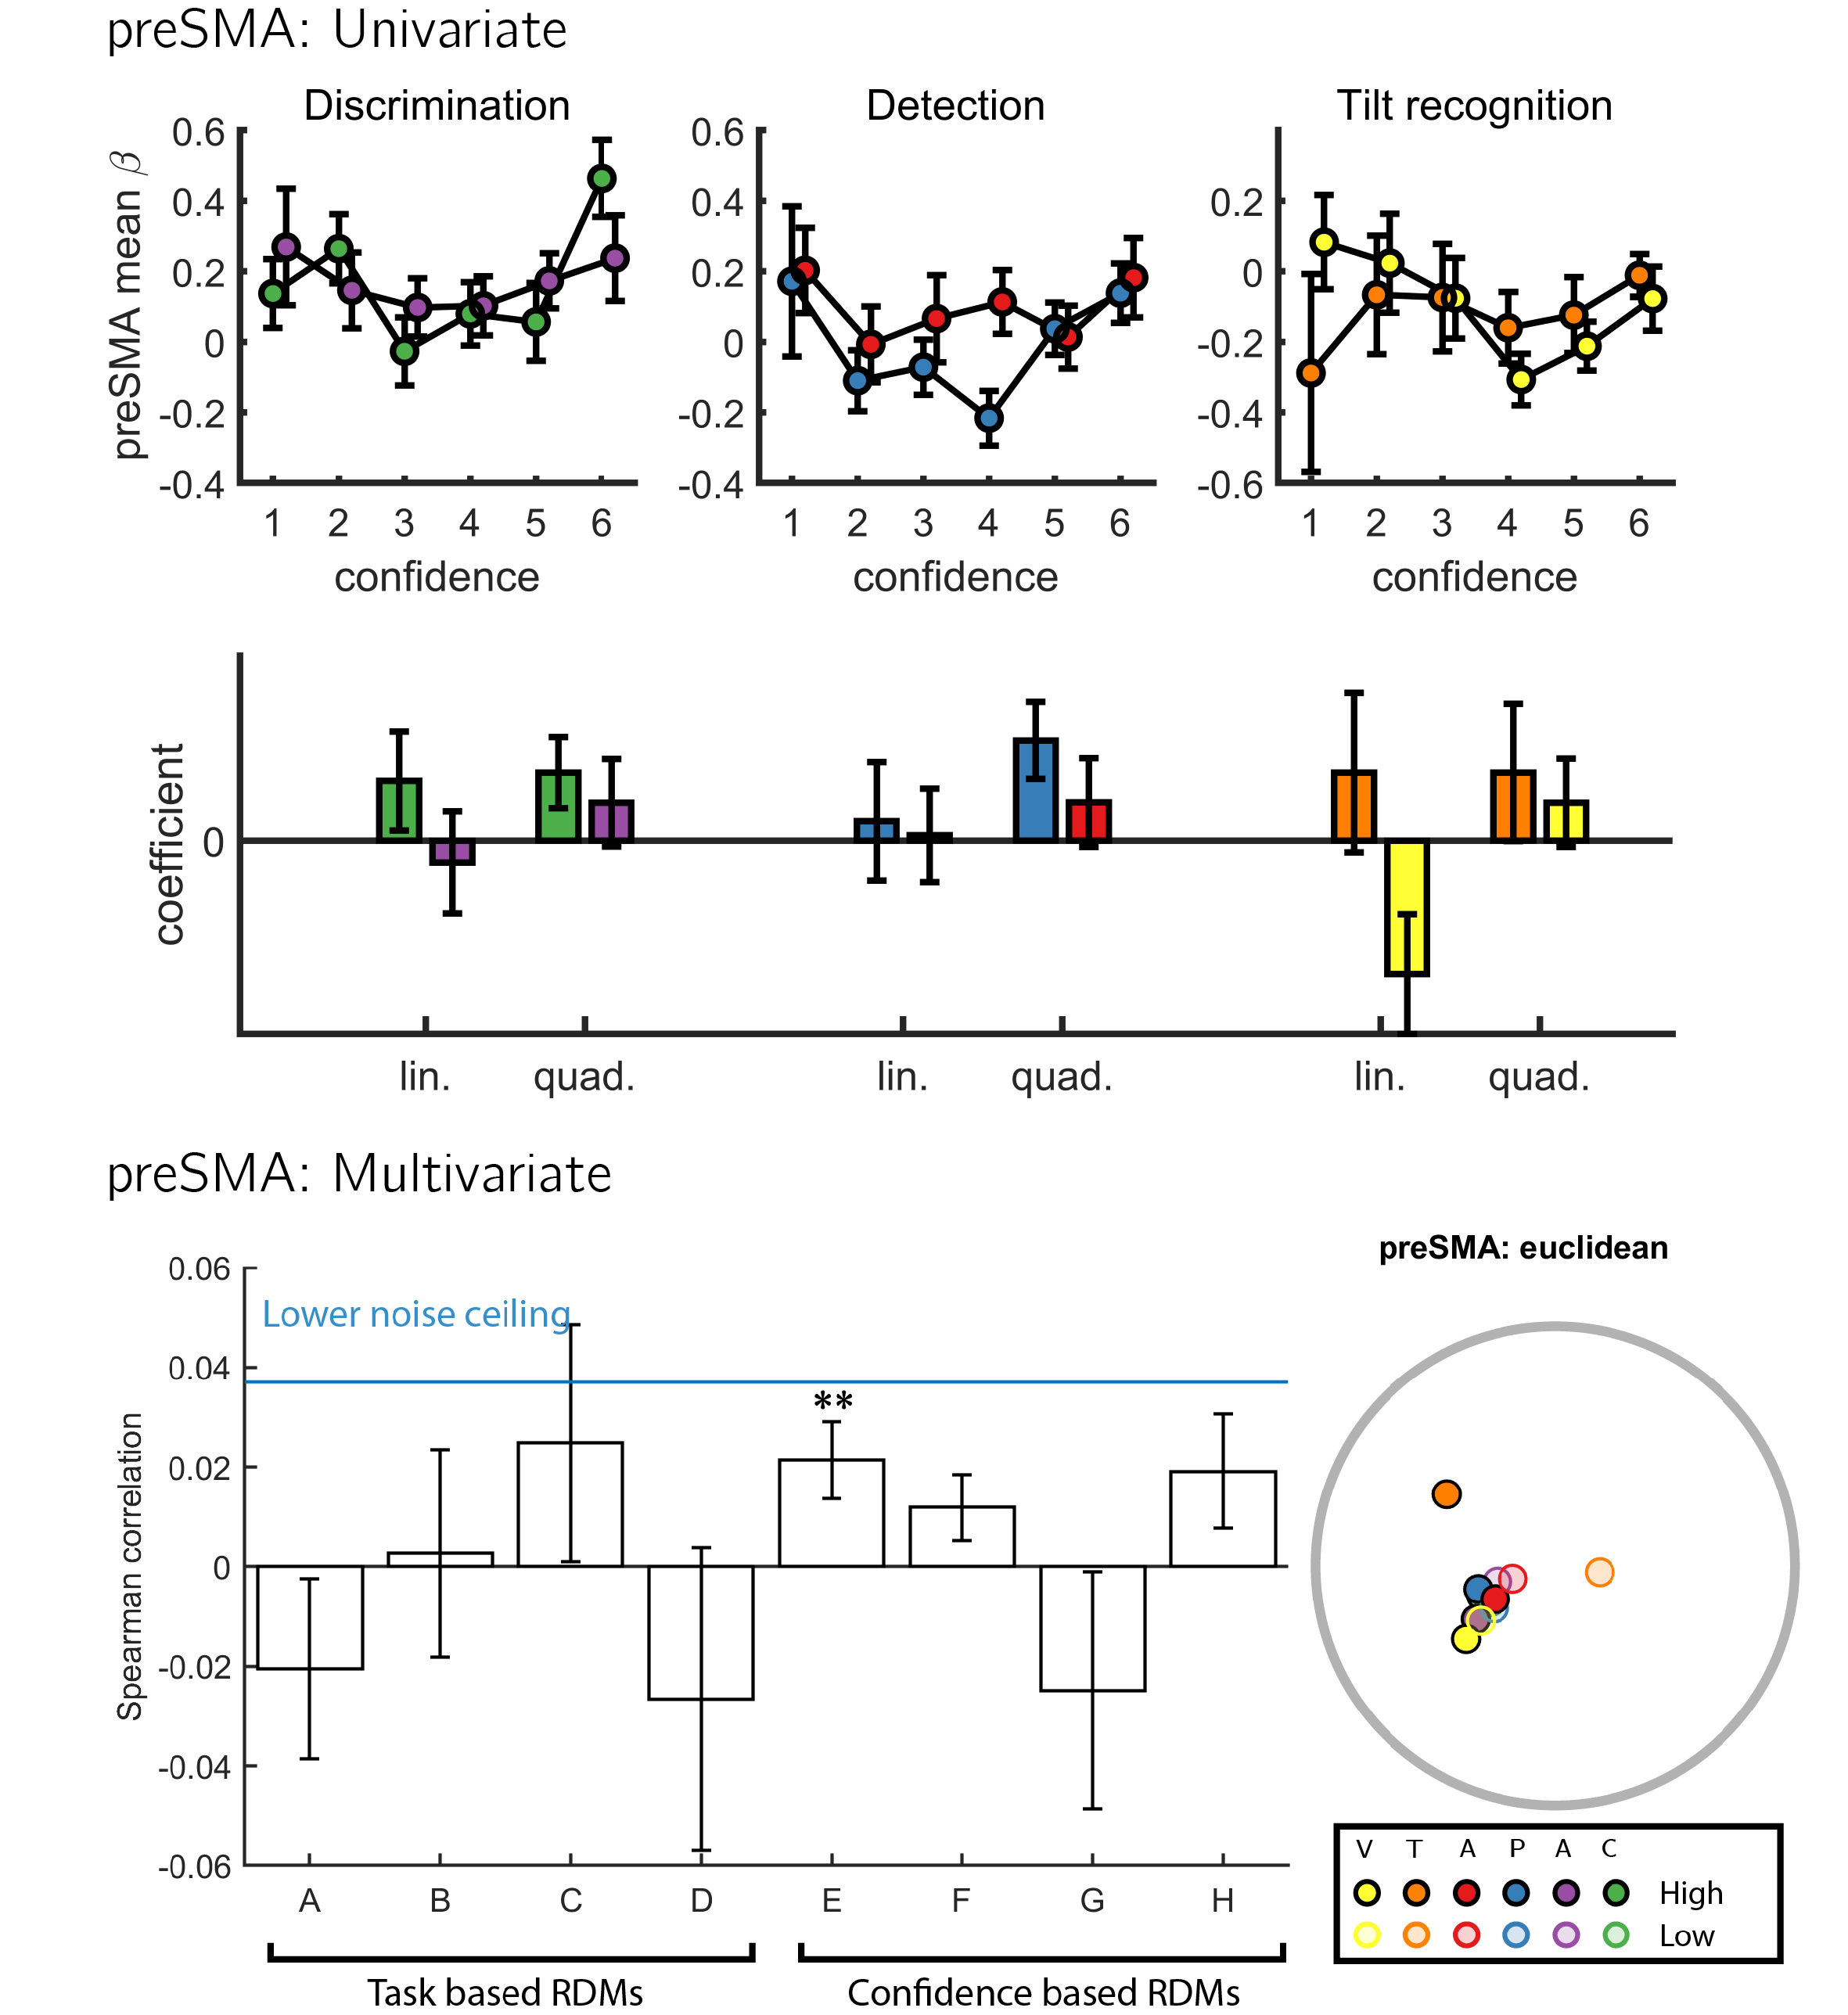 preSMA: Univariate
Discrimination Detection Tilt recognition
preSMA mean β
0.6 0.4 0.2 0 -0.2 -0.4
0.6 0.4 0.2 0 -0.2 -0.4
0.2 0 -0.2 -0.4 -0.6
1 2 3 4 5 6 1 2 3 4 5 6 1 2 3 4 5 6
confidence confidence confidence
coefficient
0
lin. quad. lin. quad. lin. quad.
preSMA: Multivariate
preSMA: euclidean
Spearman correlation
0.06
Lower noise ceiling
0.04
**
0.02
0
-0.02
-0.04
-0.06
A B C D E F G H
Task based RDMs Confidence based RDMs
V T A P A C
High
Low